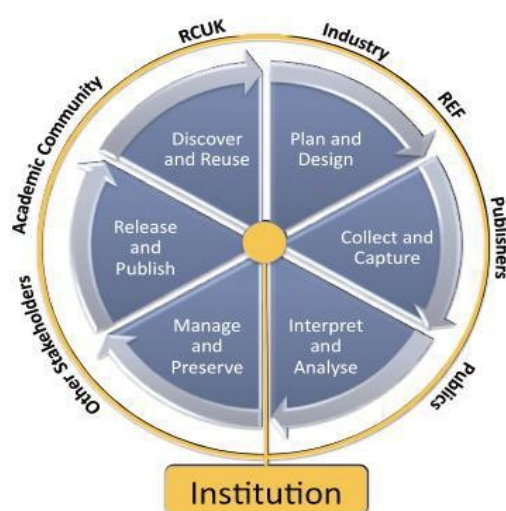 RCUK
Industry
REF
Publishers
Publics
Other Stakeholders
Academic Community
Discover
and Reuse
Plan and
Design
Collect and
Capture
Interpret
and
Analyse
Manage
and
Preserve
Release
and
Publish
Institution